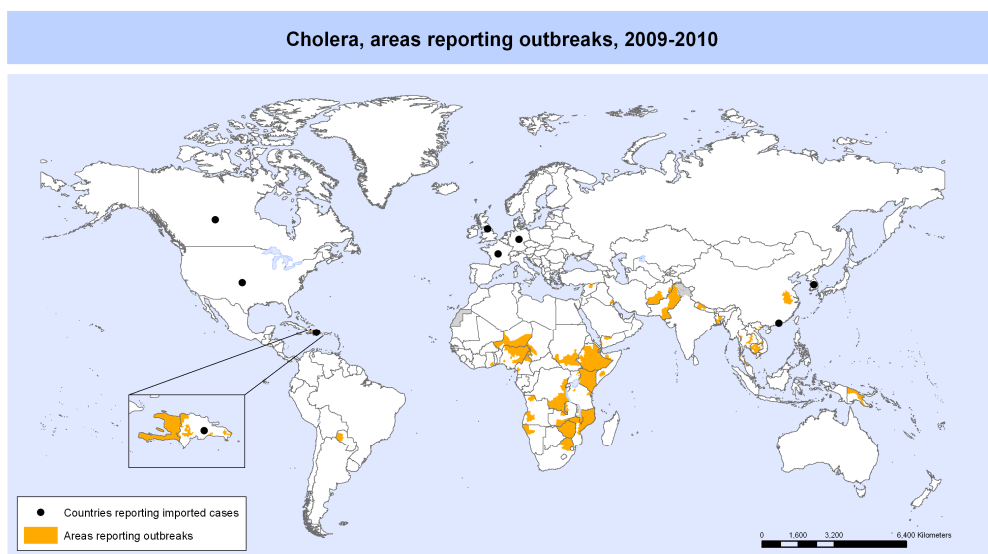 Cholera, areas reporting outbreaks, 2009-2010
Countries reporting imported cases
Areas reporting outbreaks
0 1,600 3,200 6,400 Kilometers